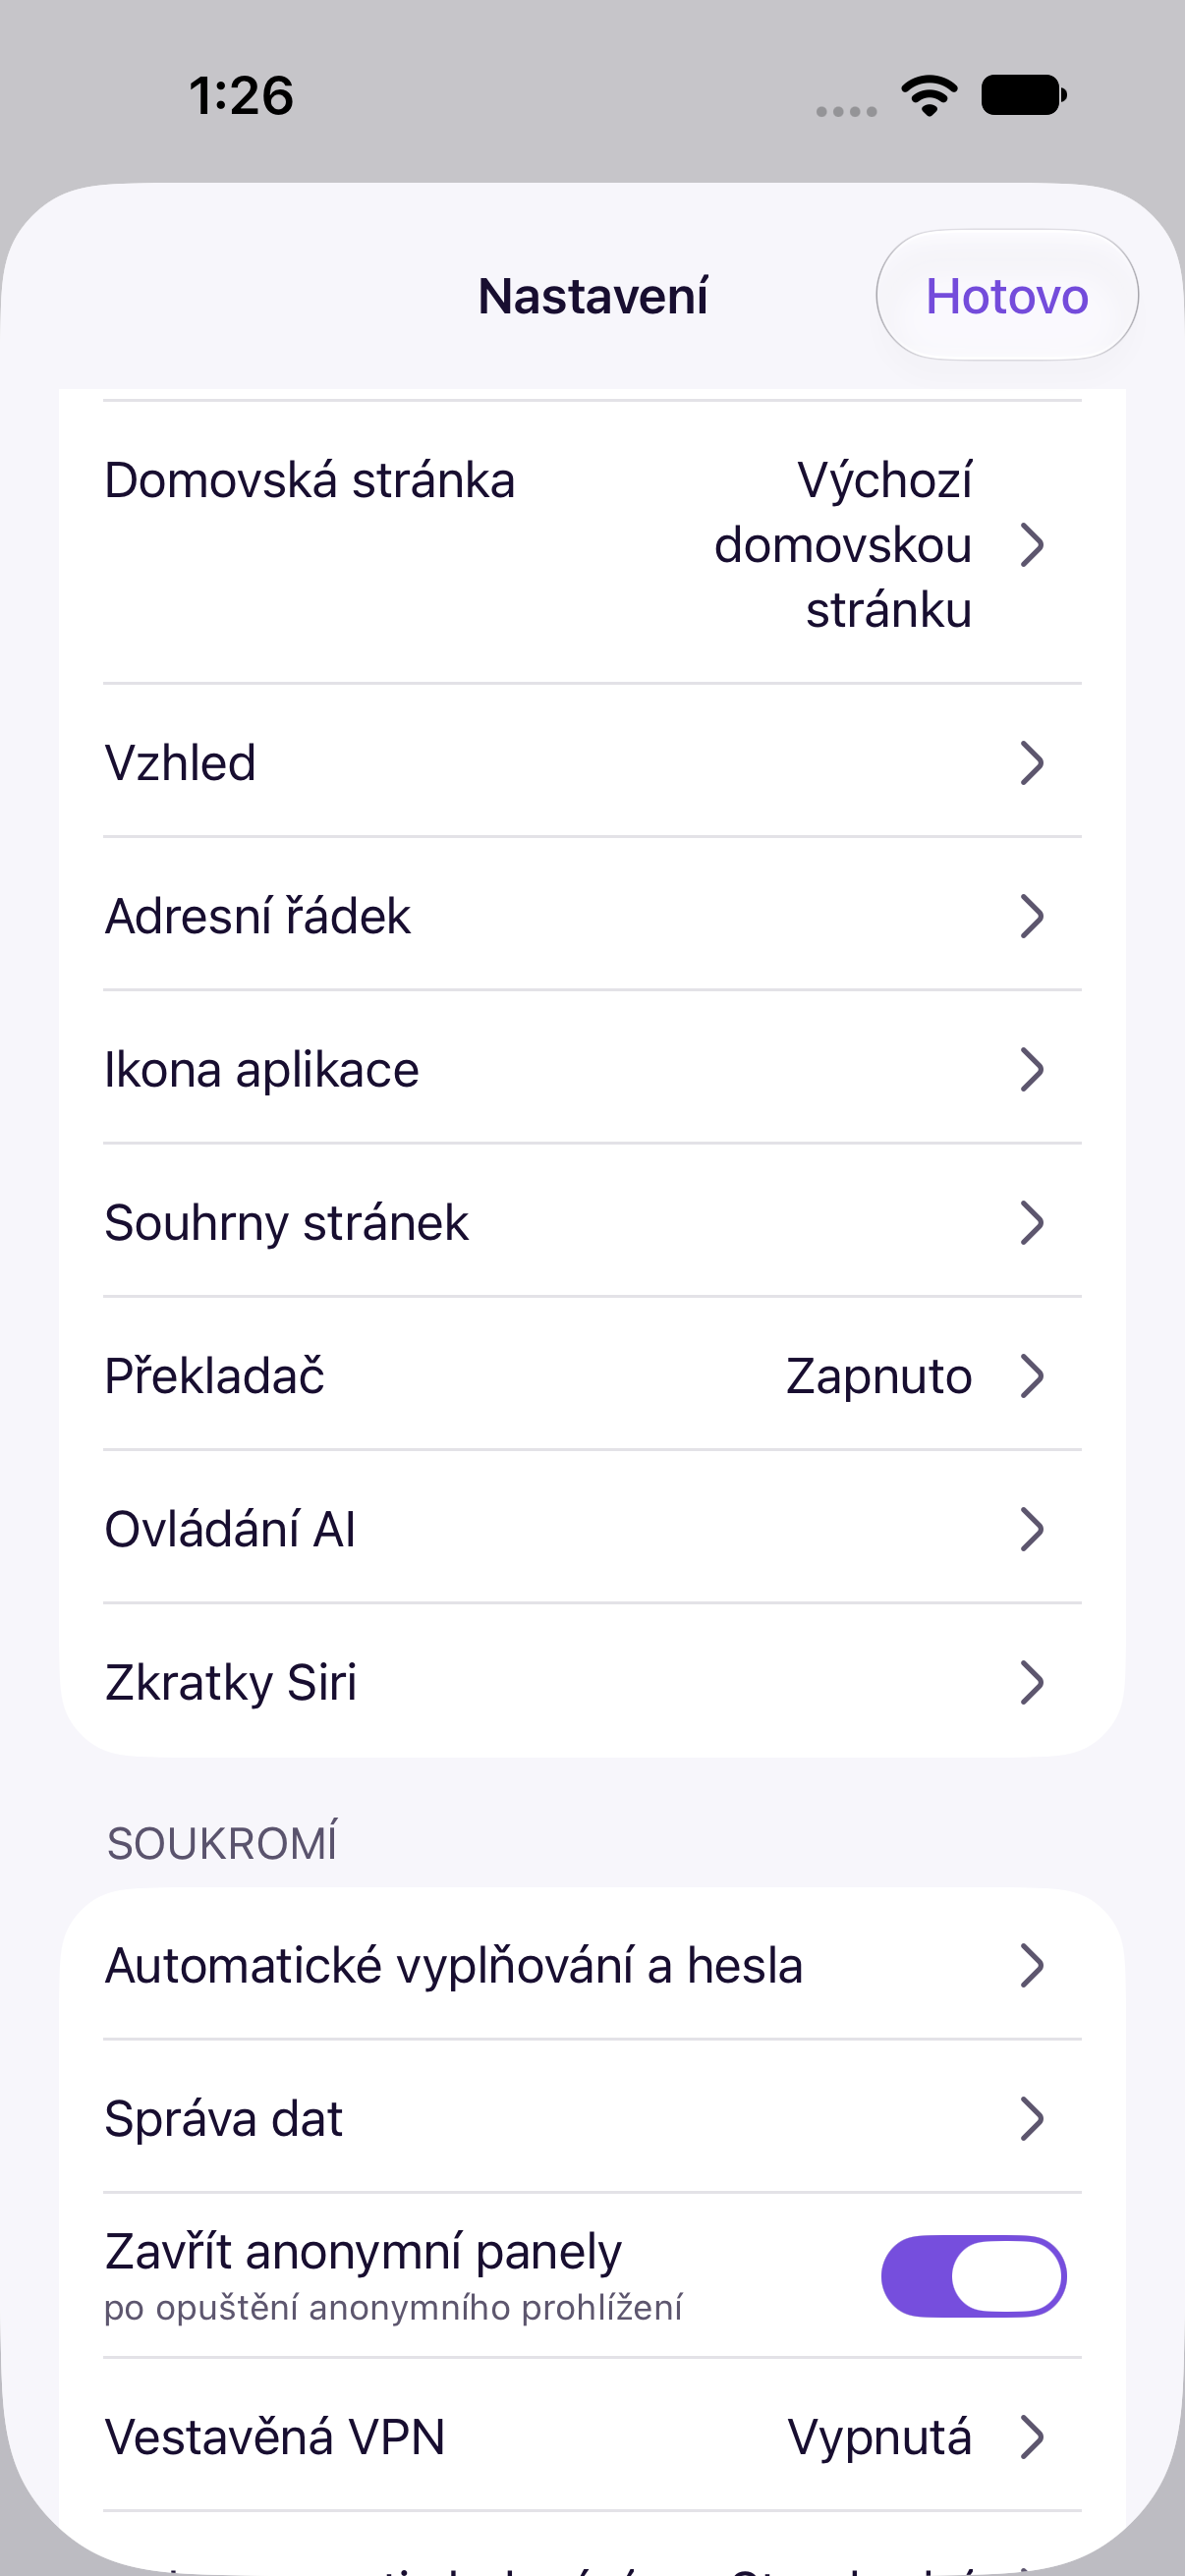 1:26
Nastavení
Hotovo
Domovská stránka
Výchozí
domovskou
stránku
Vzhled
Adresní řádek
Ikona aplikace
Souhrny stránek
Překladač
Zapnuto
Ovládání AI
Zkratky Siri
SOUKROMÍ
Automatické vyplňování a hesla
Správa dat
Zavřít anonymní panely
po opuštění anonymního prohlížení
Vestavěná VPN
Vypnutá